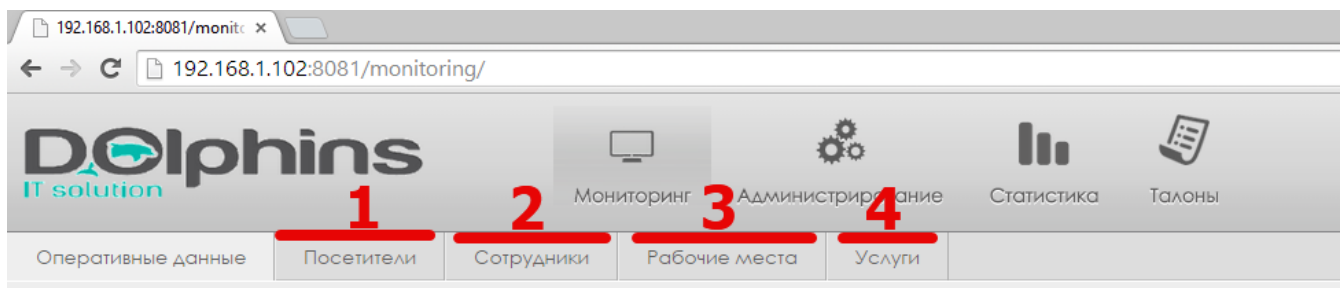 192.168.1.102:8081/monitc
192.168.1.102:8081/monitoring/
DOlphins
IT solution
Мониторинг Администрирование Статистика Талоны
1 2 3 4
Оперативные данные Посетители Сотрудники Рабочие места Услуги